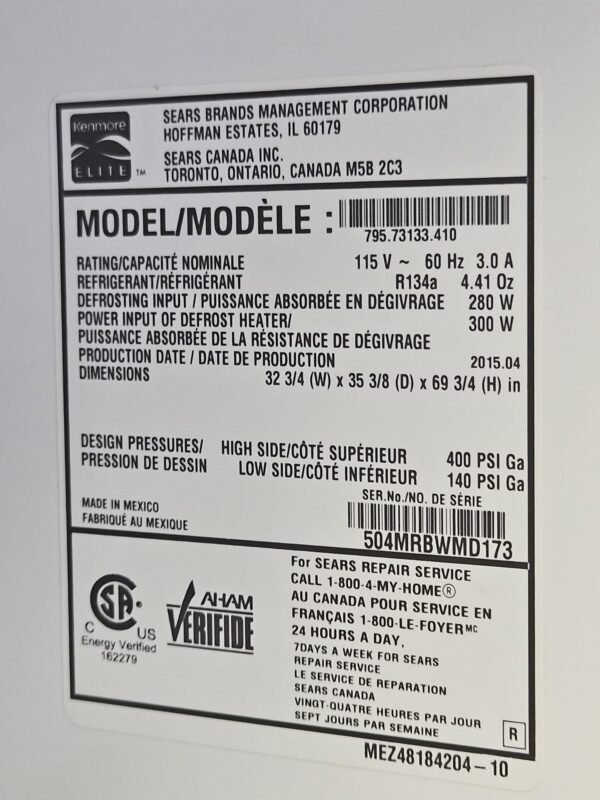 Kenmore
ELITE ™
SEARS BRANDS MANAGEMENT CORPORATION
HOFFMAN ESTATES, IL 60179
SEARS CANADA INC.
TORONTO, ONTARIO, CANADA M5B 2C3
MODEL/MODÈLE :
795.73133.410
RATING/CAPACITÉ NOMINALE 115 V ~ 60 Hz 3.0 A
REFRIGERANT/RÉFRIGÉRANT R134a 4.41 Oz
DEFROSTING INPUT / PUISSANCE ABSORBÉE EN DÉGIVRAGE 280 W
POWER INPUT OF DEFROST HEATER/ 300 W
PUISSANCE ABSORBÉE DE LA RÉSISTANCE DE DÉGIVRAGE
PRODUCTION DATE / DATE DE PRODUCTION 2015.04
DIMENSIONS 32 3/4 (W) x 35 3/8 (D) x 69 3/4 (H) in
DESIGN PRESSURES/ HIGH SIDE/CÔTÉ SUPÉRIEUR 400 PSI Ga
PRESSION DE DESSIN LOW SIDE/CÔTÉ INFÉRIEUR 140 PSI Ga
SER.No./NO. DE SÉRIE
MADE IN MEXICO
FABRIQUÉ AU MEXIQUE
504MRBWMD173
CSA
C US
Energy Verified
162279
AHAM
VERIFIDE
For SEARS REPAIR SERVICE
CALL 1-800-4-MY-HOME®
AU CANADA POUR SERVICE EN
FRANÇAIS 1-800-LE-FOYER MC
24 HOURS A DAY,
7DAYS A WEEK FOR SEARS
REPAIR SERVICE
LE SERVICE DE REPARATION
SEARS CANADA
VINGT-QUATRE HEURES PAR JOUR
SEPT JOURS PAR SEMAINE
R
MEZ48184204-10